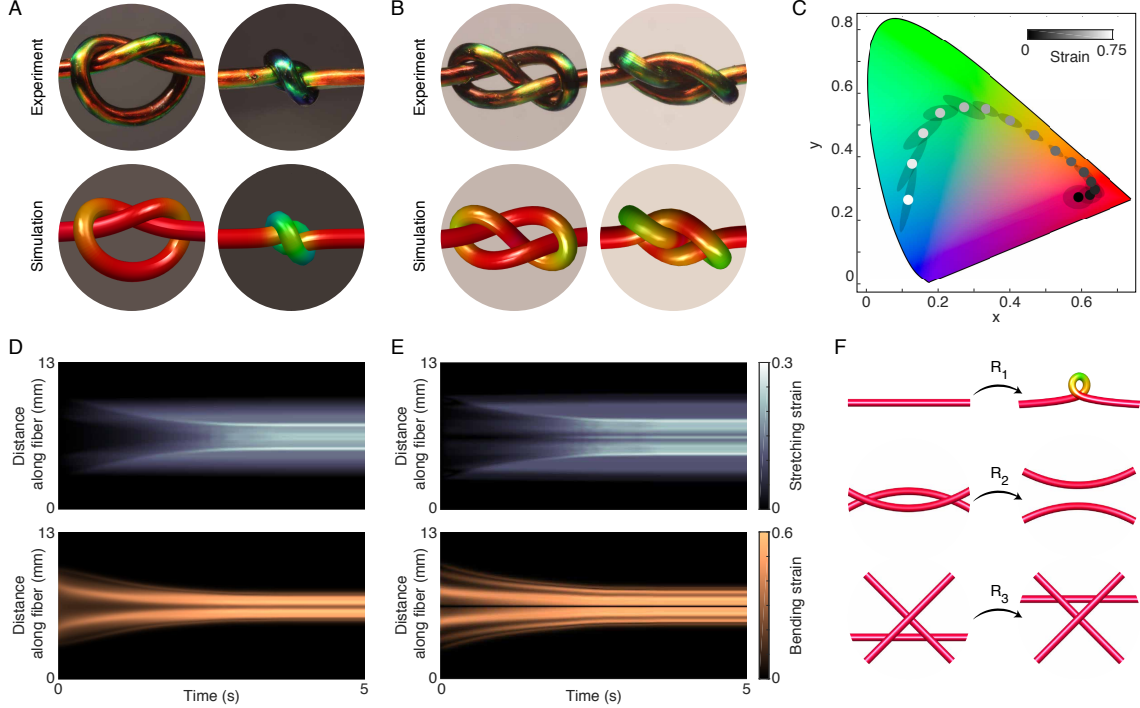 A
B
C
Experiment
Experiment
Simulation
Simulation
0.8
0.6
0.4
0.2
0
y
0
0.2
0.4
0.6
x
0
0.75
Strain
D
E
F
13
0
Distance
along fiber (mm)
13
0
Distance
along fiber (mm)
0.3
0
Stretching strain
13
0
Distance
along fiber (mm)
0
5
Time (s)
13
0
Distance
along fiber (mm)
0
5
Time (s)
0.6
0
Bending strain
R1
R2
R3